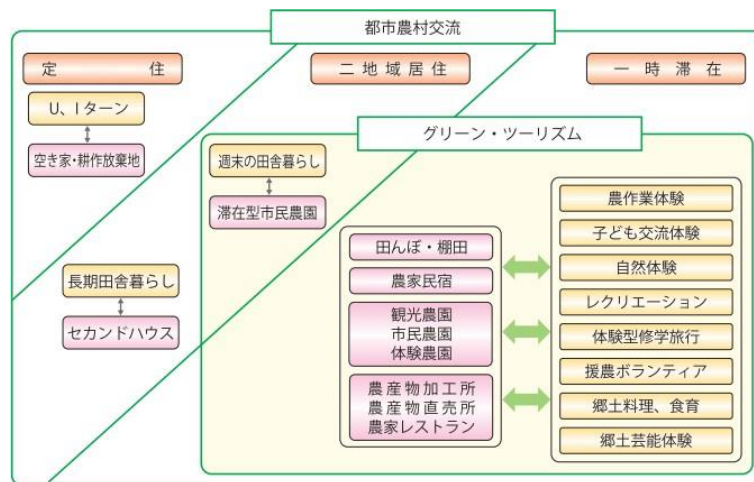 都市農村交流
定住
二地域居住
一時滞在
U、Iターン
空き家・耕作放棄地
グリーン・ツーリズム
週末の田舎暮らし
滞在型市民農園
長期田舎暮らし
セカンドハウス
田んぼ・棚田
農家民宿
観光農園
市民農園
体験農園
農産物加工所
農産物直売所
農家レストラン
農作業体験
子ども交流体験
自然体験
レクリエーション
体験型修学旅行
援農ボランティア
郷土料理、食育
郷土芸能体験